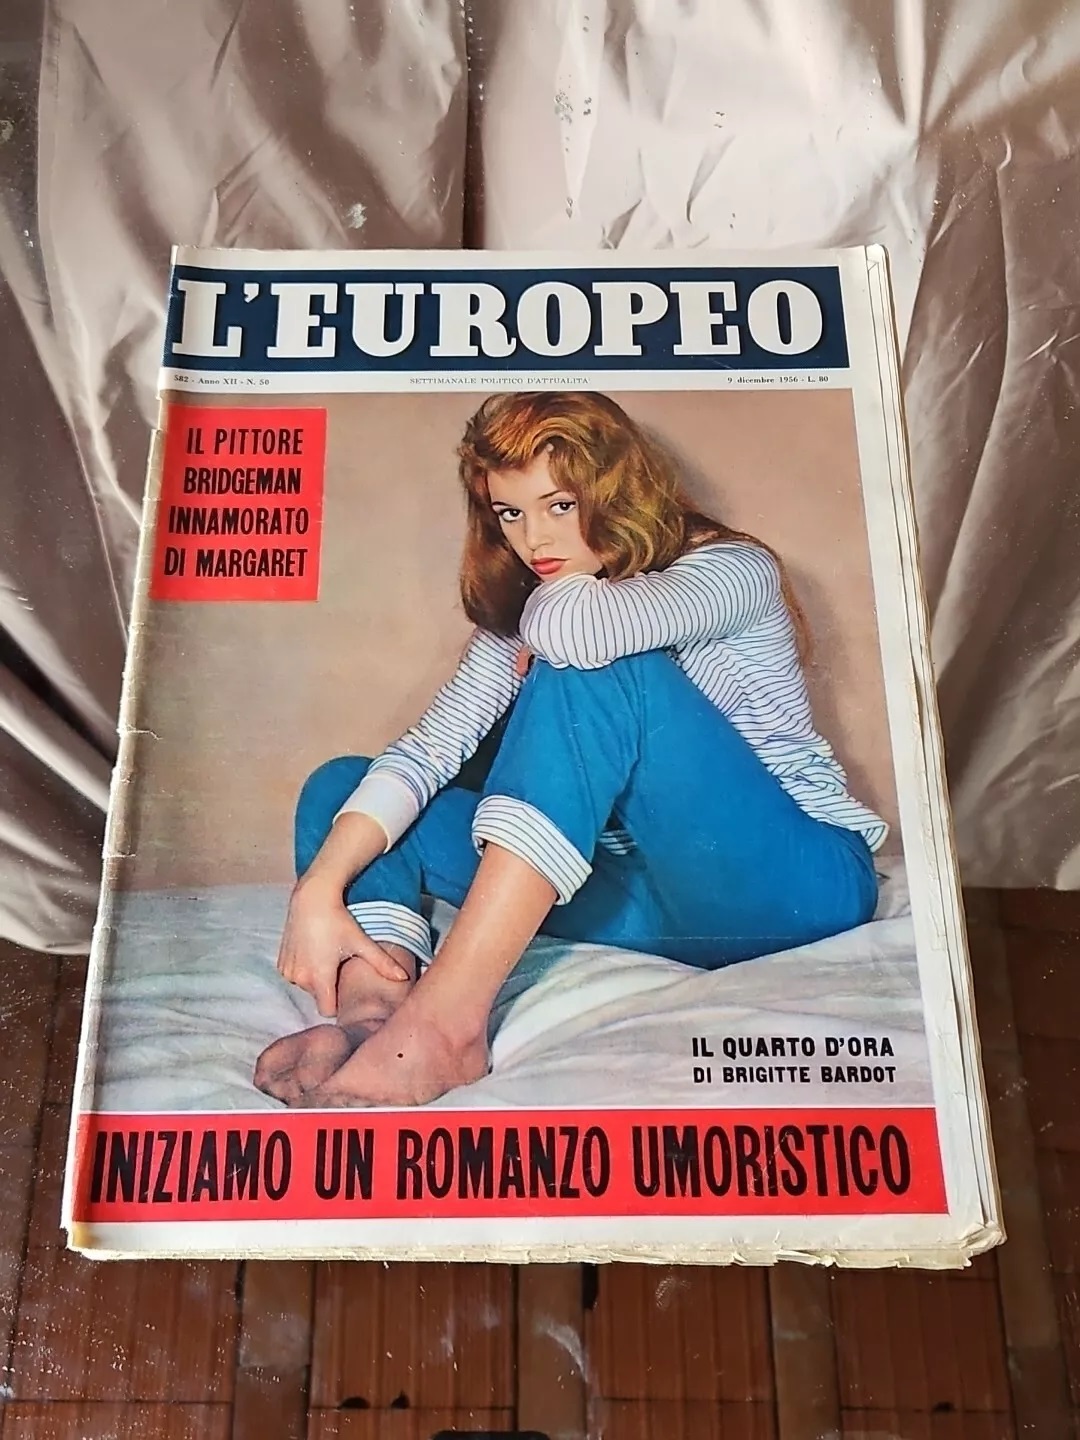 L'EUROPEO
582 - Anno XII - N. 50
SETTIMANALE POLITICO D'ATTUALITA'
9 dicembre 1956 - L. 80
IL PITTORE
BRIDGEMAN
INNAMORATO
DI MARGARET
IL QUARTO D'ORA
DI BRIGITTE BARDOT
INIZIAMO UN ROMANZO UMORISTICO